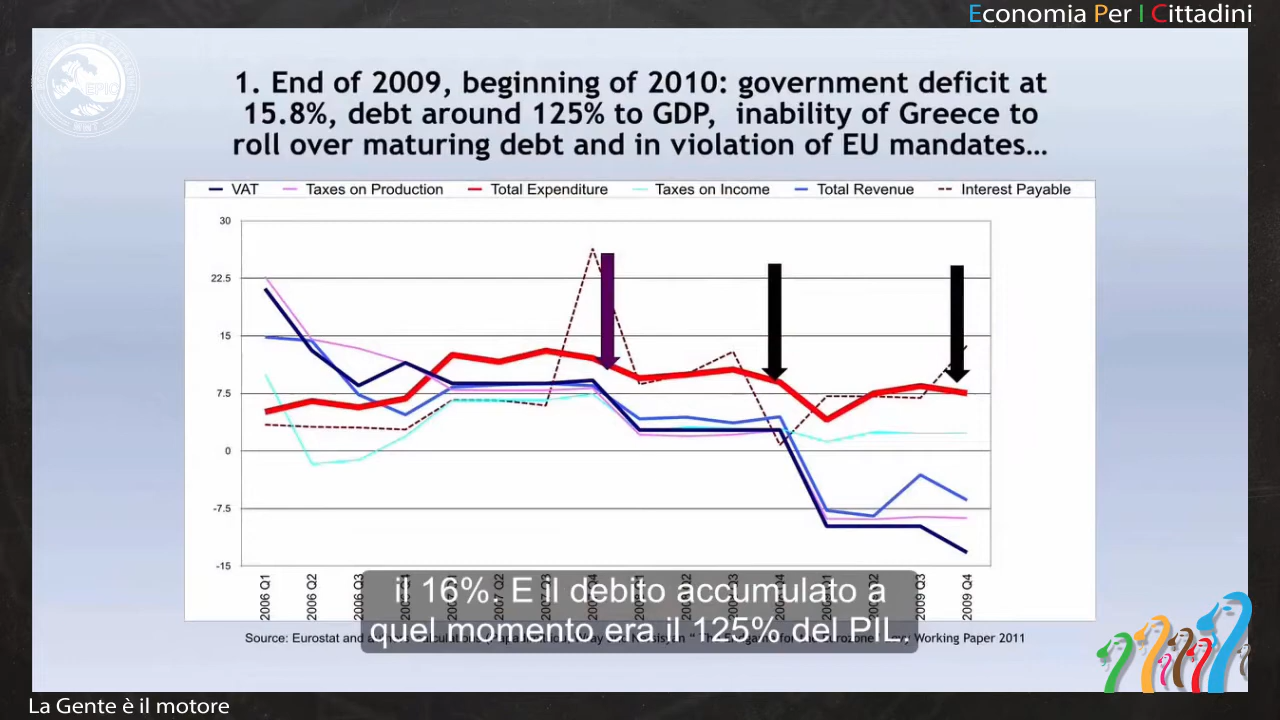 Economia Per I Cittadini
EPIC
1. End of 2009, beginning of 2010: government deficit at
15.8%, debt around 125% to GDP, inability of Greece to
roll over maturing debt and in violation of EU mandates…
VAT Taxes on Production Total Expenditure Taxes on Income Total Revenue Interest Payable
30
22.5
15
7.5
0
-7.5
-15
2006 Q1
2006 Q2
2006 Q3
2009 Q3
2009 Q4
il 16%. E il debito accumulato a
quel momento era il 125% del PIL.
Source: Eurostat and Working Paper 2011
La Gente è il motore